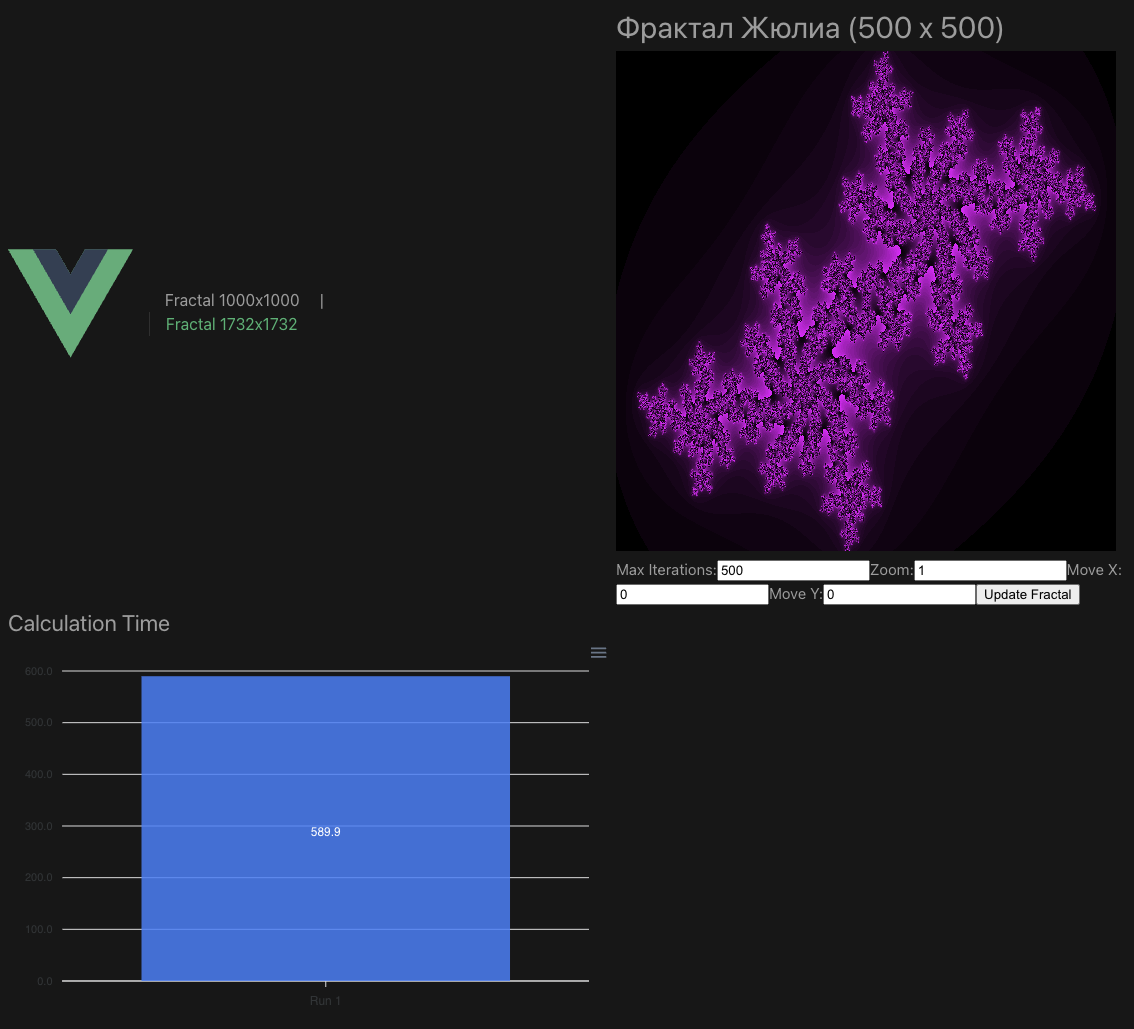 Фрактал Жюлиа (500 x 500)
Fractal 1000x1000 |
Fractal 1732x1732
Max Iterations: 500 Zoom: 1 Move X:
0 Move Y: 0 Update Fractal
Calculation Time
600.0
500.0
400.0
300.0
589.9
200.0
100.0
0.0
Run 1